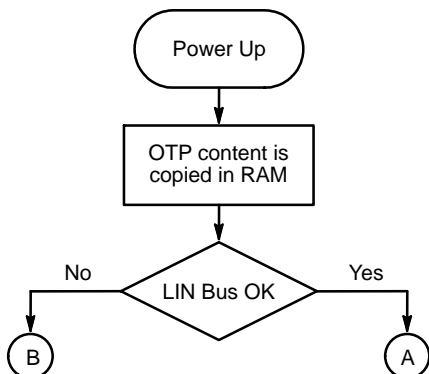 Power Up
OTP content is
copied in RAM
No
Yes
LIN Bus OK
B
A